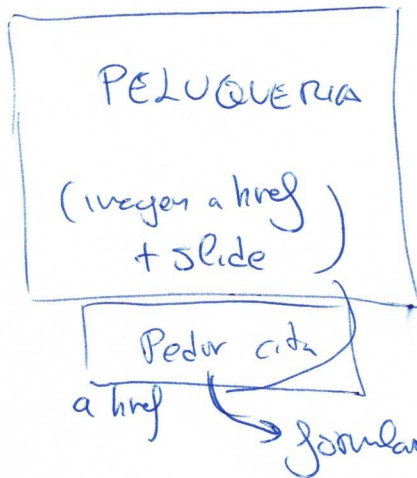 PELUQUERIA
(imagen a href
+ slide)
Pedir cita
a href
formular